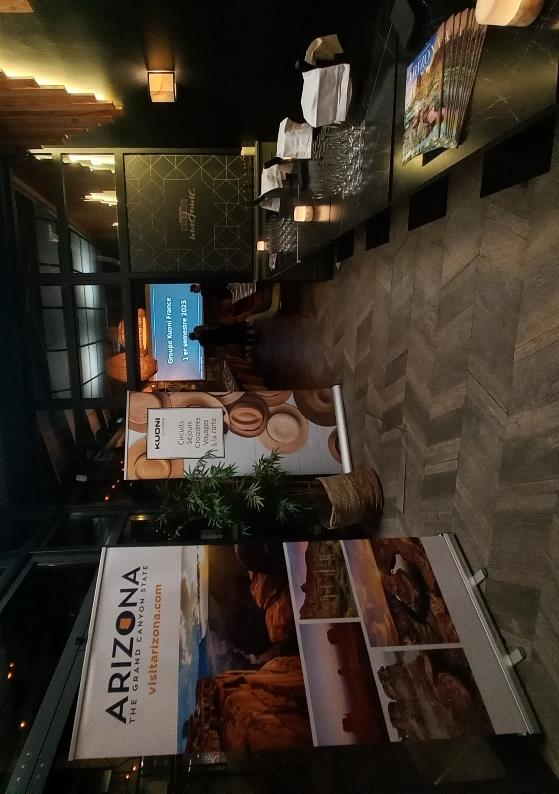 ARIZONA
THE GRAND CANYON STATE
visitarizona.com
KUONI
Circuits
Séjours
Croisières
Voyages
à la carte
Groupe Kuoni France
1er semestre 2023
ARIZONA